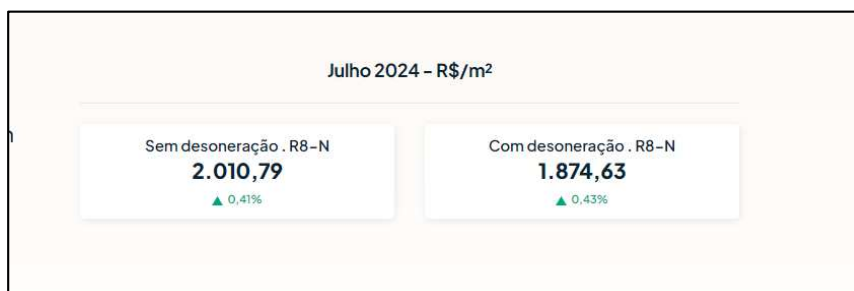 Julho 2024 - R$/m²
Sem desoneração . R8-N
2.010,79
▲ 0,41%
Com desoneração . R8-N
1.874,63
▲ 0,43%